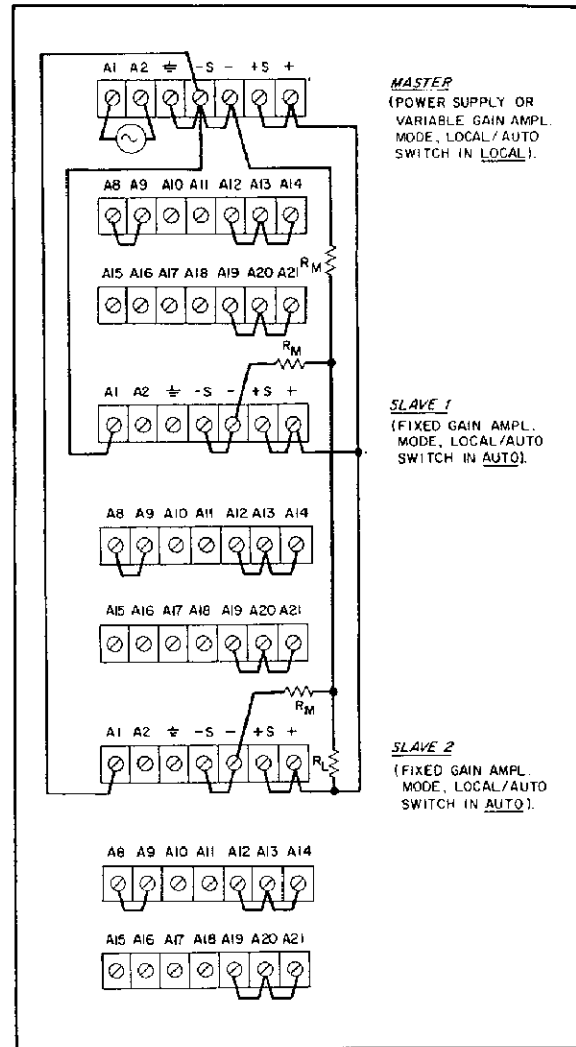 A1 A2 ⏚ -S - +S +
MASTER
(POWER SUPPLY OR
VARIABLE GAIN AMPL.
MODE, LOCAL/AUTO
SWITCH IN LOCAL).
A8 A9 A10 A11 A12 A13 A14
RM
A15 A16 A17 A18 A19 A20 A21
RM
A1 A2 ⏚ -S - +S +
SLAVE 1
(FIXED GAIN AMPL.
MODE, LOCAL/AUTO
SWITCH IN AUTO).
A8 A9 A10 A11 A12 A13 A14
A15 A16 A17 A18 A19 A20 A21
RM
A1 A2 ⏚ -S - +S +
RL
SLAVE 2
(FIXED GAIN AMPL.
MODE, LOCAL/AUTO
SWITCH IN AUTO).
A8 A9 A10 A11 A12 A13 A14
A15 A16 A17 A18 A19 A20 A21